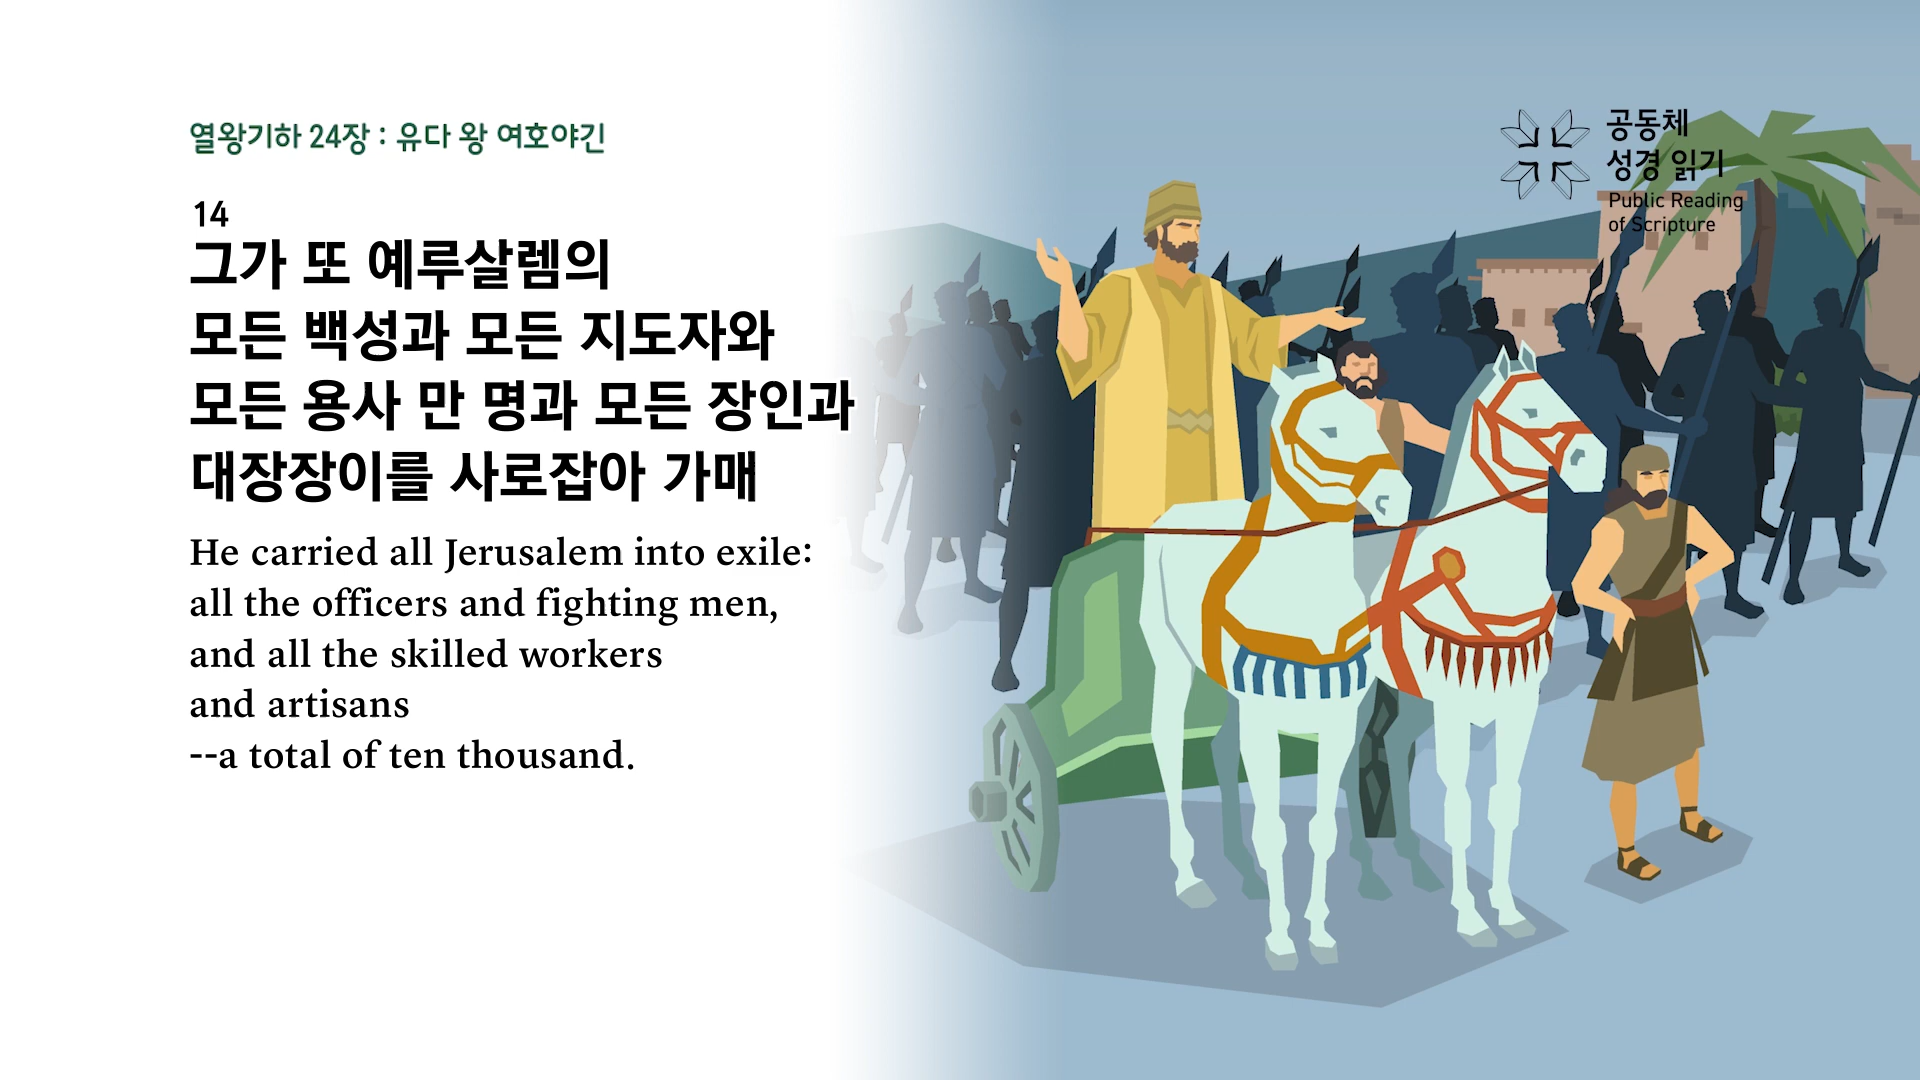 열왕기하 24장 : 유다 왕 여호야긴
14
그가 또 예루살렘의
모든 백성과 모든 지도자와
모든 용사 만 명과 모든 장인과
대장장이를 사로잡아 가매
He carried all Jerusalem into exile:
all the officers and fighting men,
and all the skilled workers
and artisans
--a total of ten thousand.
공동체
성경 읽기
Public Reading
of Scripture